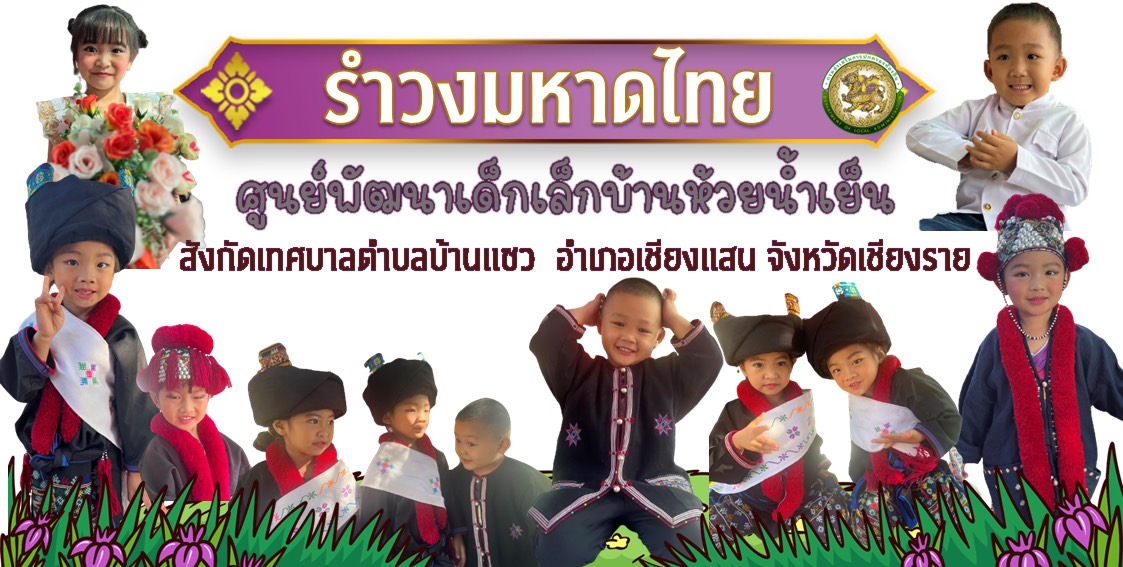 รำวงมหาดไทย
ศูนย์พัฒนาเด็กเล็กบ้านห้วยน้ำเย็น
สังกัดเทศบาลตำบลบ้านแซว อำเภอเชียงแสน จังหวัดเชียงราย